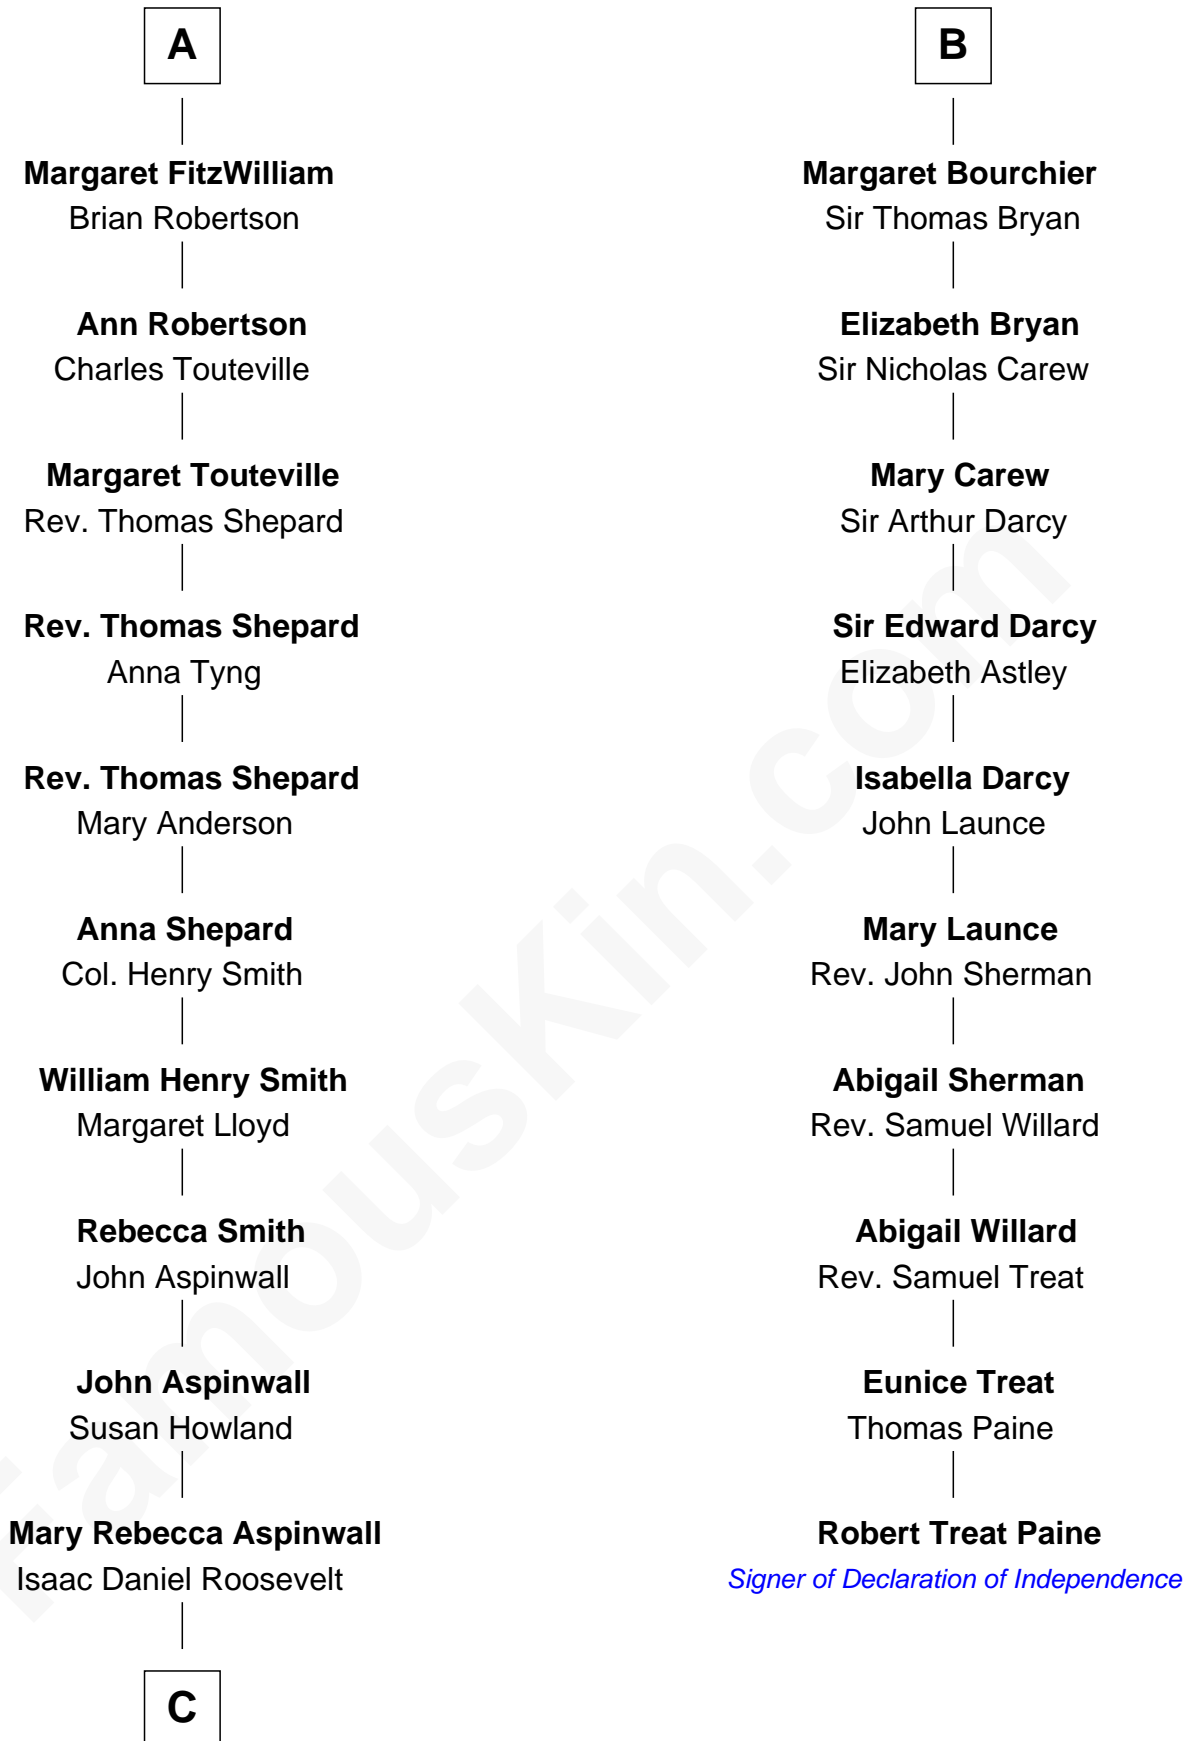 A
Margaret FitzWilliam
Brian Robertson
Ann Robertson
Charles Touteville
Margaret Touteville
Rev. Thomas Shepard
Rev. Thomas Shepard
Anna Tyng
Rev. Thomas Shepard
Mary Anderson
Anna Shepard
Col. Henry Smith
William Henry Smith
Margaret Lloyd
Rebecca Smith
John Aspinwall
John Aspinwall
Susan Howland
Mary Rebecca Aspinwall
Isaac Daniel Roosevelt
C
B
Margaret Bourchier
Sir Thomas Bryan
Elizabeth Bryan
Sir Nicholas Carew
Mary Carew
Sir Arthur Darcy
Sir Edward Darcy
Elizabeth Astley
Isabella Darcy
John Launce
Mary Launce
Rev. John Sherman
Abigail Sherman
Rev. Samuel Willard
Abigail Willard
Rev. Samuel Treat
Eunice Treat
Thomas Paine
Robert Treat Paine
Signer of Declaration of Independence
FamousKin.com